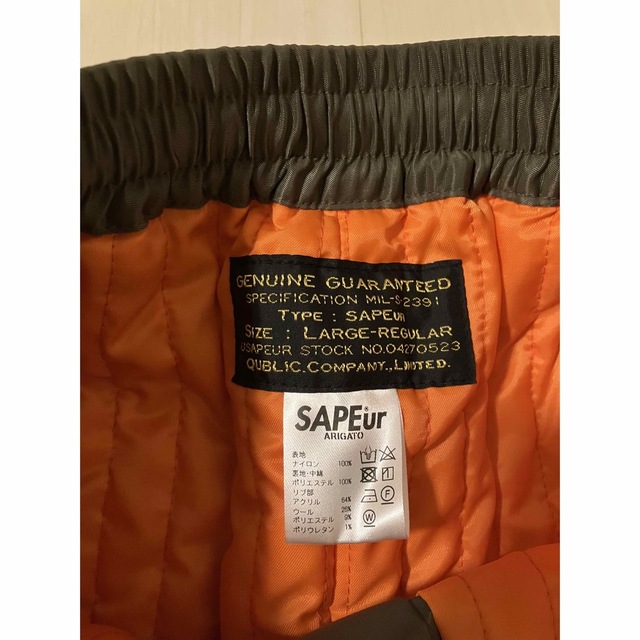 GENUINE GUARANTEED
SPECIFICATION MIL-S2391
TYPE : SAPEur
SIZE : LARGE-REGULAR
USAPEUR STOCK NO.04270523
QUBLIC.COMPANY.,LIMITED.
SAPEur
ARIGATO
表地
ナイロン 100%
裏地・中綿
ポリエステル 100%
リブ部
アクリル 64%
ウール 26%
ポリエステル 9%
ポリウレタン 1%